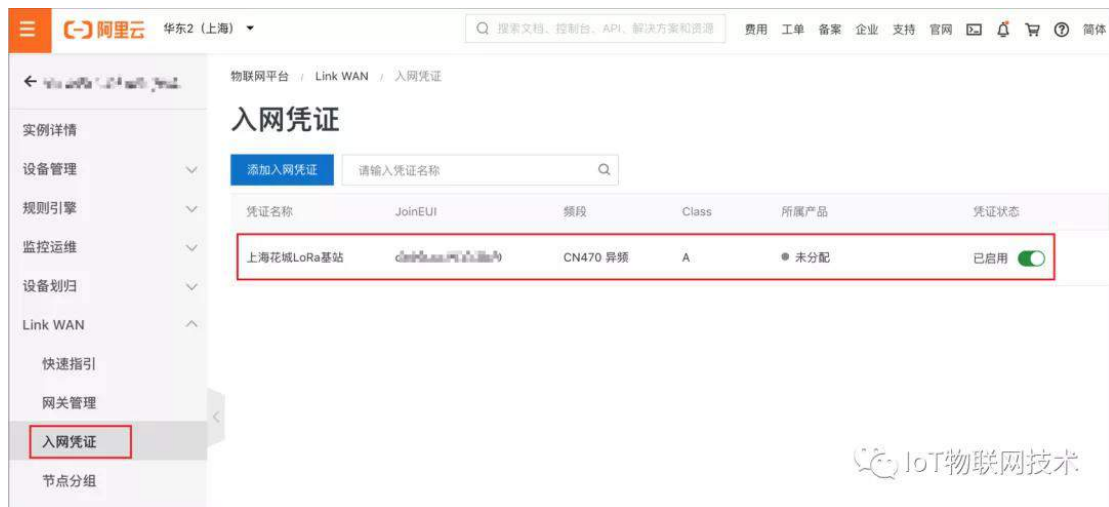 阿里云 华东2（上海） 搜索文档、控制台、API、解决方案和资源 费用 工单 备案 企业 支持 官网 简体
物联网平台 / Link WAN / 入网凭证
入网凭证
实例详情
设备管理
规则引擎
监控运维
设备划归
Link WAN
快速指引
网关管理
入网凭证
节点分组
添加入网凭证 请输入凭证名称
凭证名称 JoinEUI 频段 Class 所属产品 凭证状态
上海花城LoRa基站 CN470 异频 A 未分配 已启用
IoT物联网技术